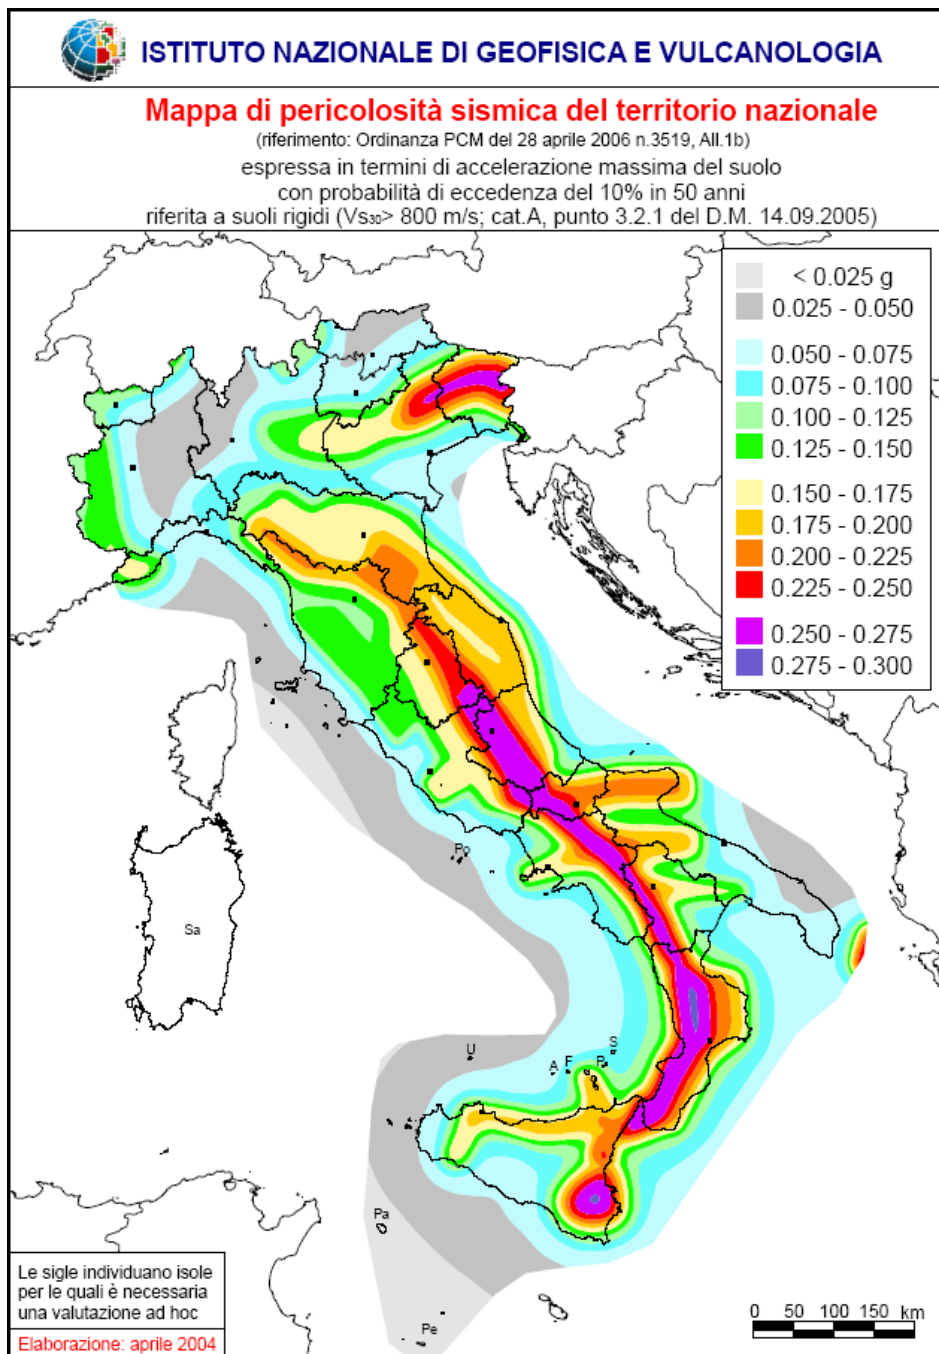 ISTITUTO NAZIONALE DI GEOFISICA E VULCANOLOGIA
Mappa di pericolosità sismica del territorio nazionale
(riferimento: Ordinanza PCM del 28 aprile 2006 n.3519, All.1b)
espressa in termini di accelerazione massima del suolo
con probabilità di eccedenza del 10% in 50 anni
riferita a suoli rigidi (Vs30> 800 m/s; cat.A, punto 3.2.1 del D.M. 14.09.2005)
< 0.025 g
0.025 - 0.050
0.050 - 0.075
0.075 - 0.100
0.100 - 0.125
0.125 - 0.150
0.150 - 0.175
0.175 - 0.200
0.200 - 0.225
0.225 - 0.250
0.250 - 0.275
0.275 - 0.300
Po
Sa
S
U
A
F
P
Pa
Pe
Le sigle individuano isole
per le quali è necessaria
una valutazione ad hoc
Elaborazione: aprile 2004
0 50 100 150 km